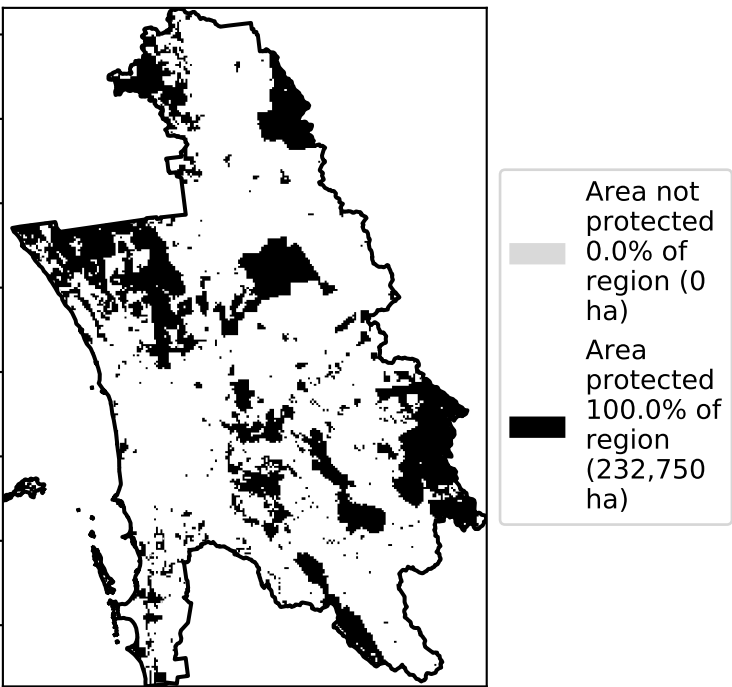 Area not
protected
0.0% of
region (0
ha)
Area
protected
100.0% of
region
(232,750
ha)